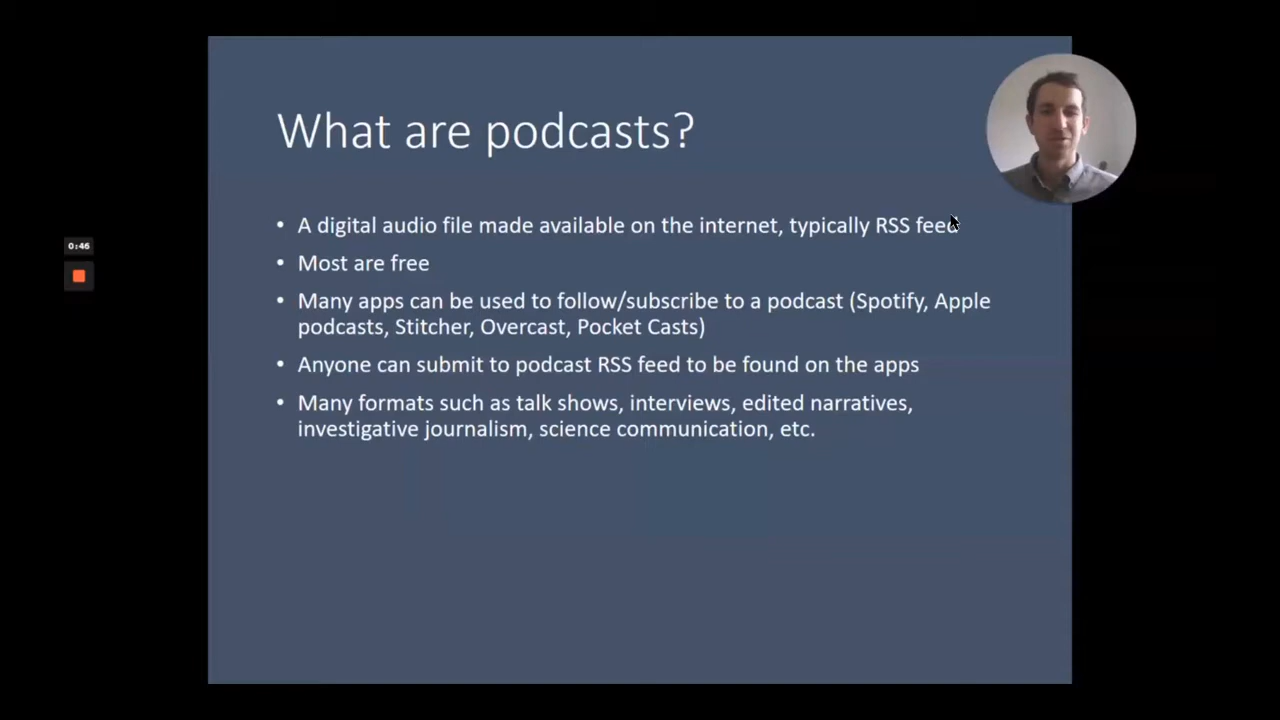 What are podcasts?
• A digital audio file made available on the internet, typically RSS feed
• Most are free
• Many apps can be used to follow/subscribe to a podcast (Spotify, Apple
podcasts, Stitcher, Overcast, Pocket Casts)
• Anyone can submit to podcast RSS feed to be found on the apps
• Many formats such as talk shows, interviews, edited narratives,
investigative journalism, science communication, etc.
0:46